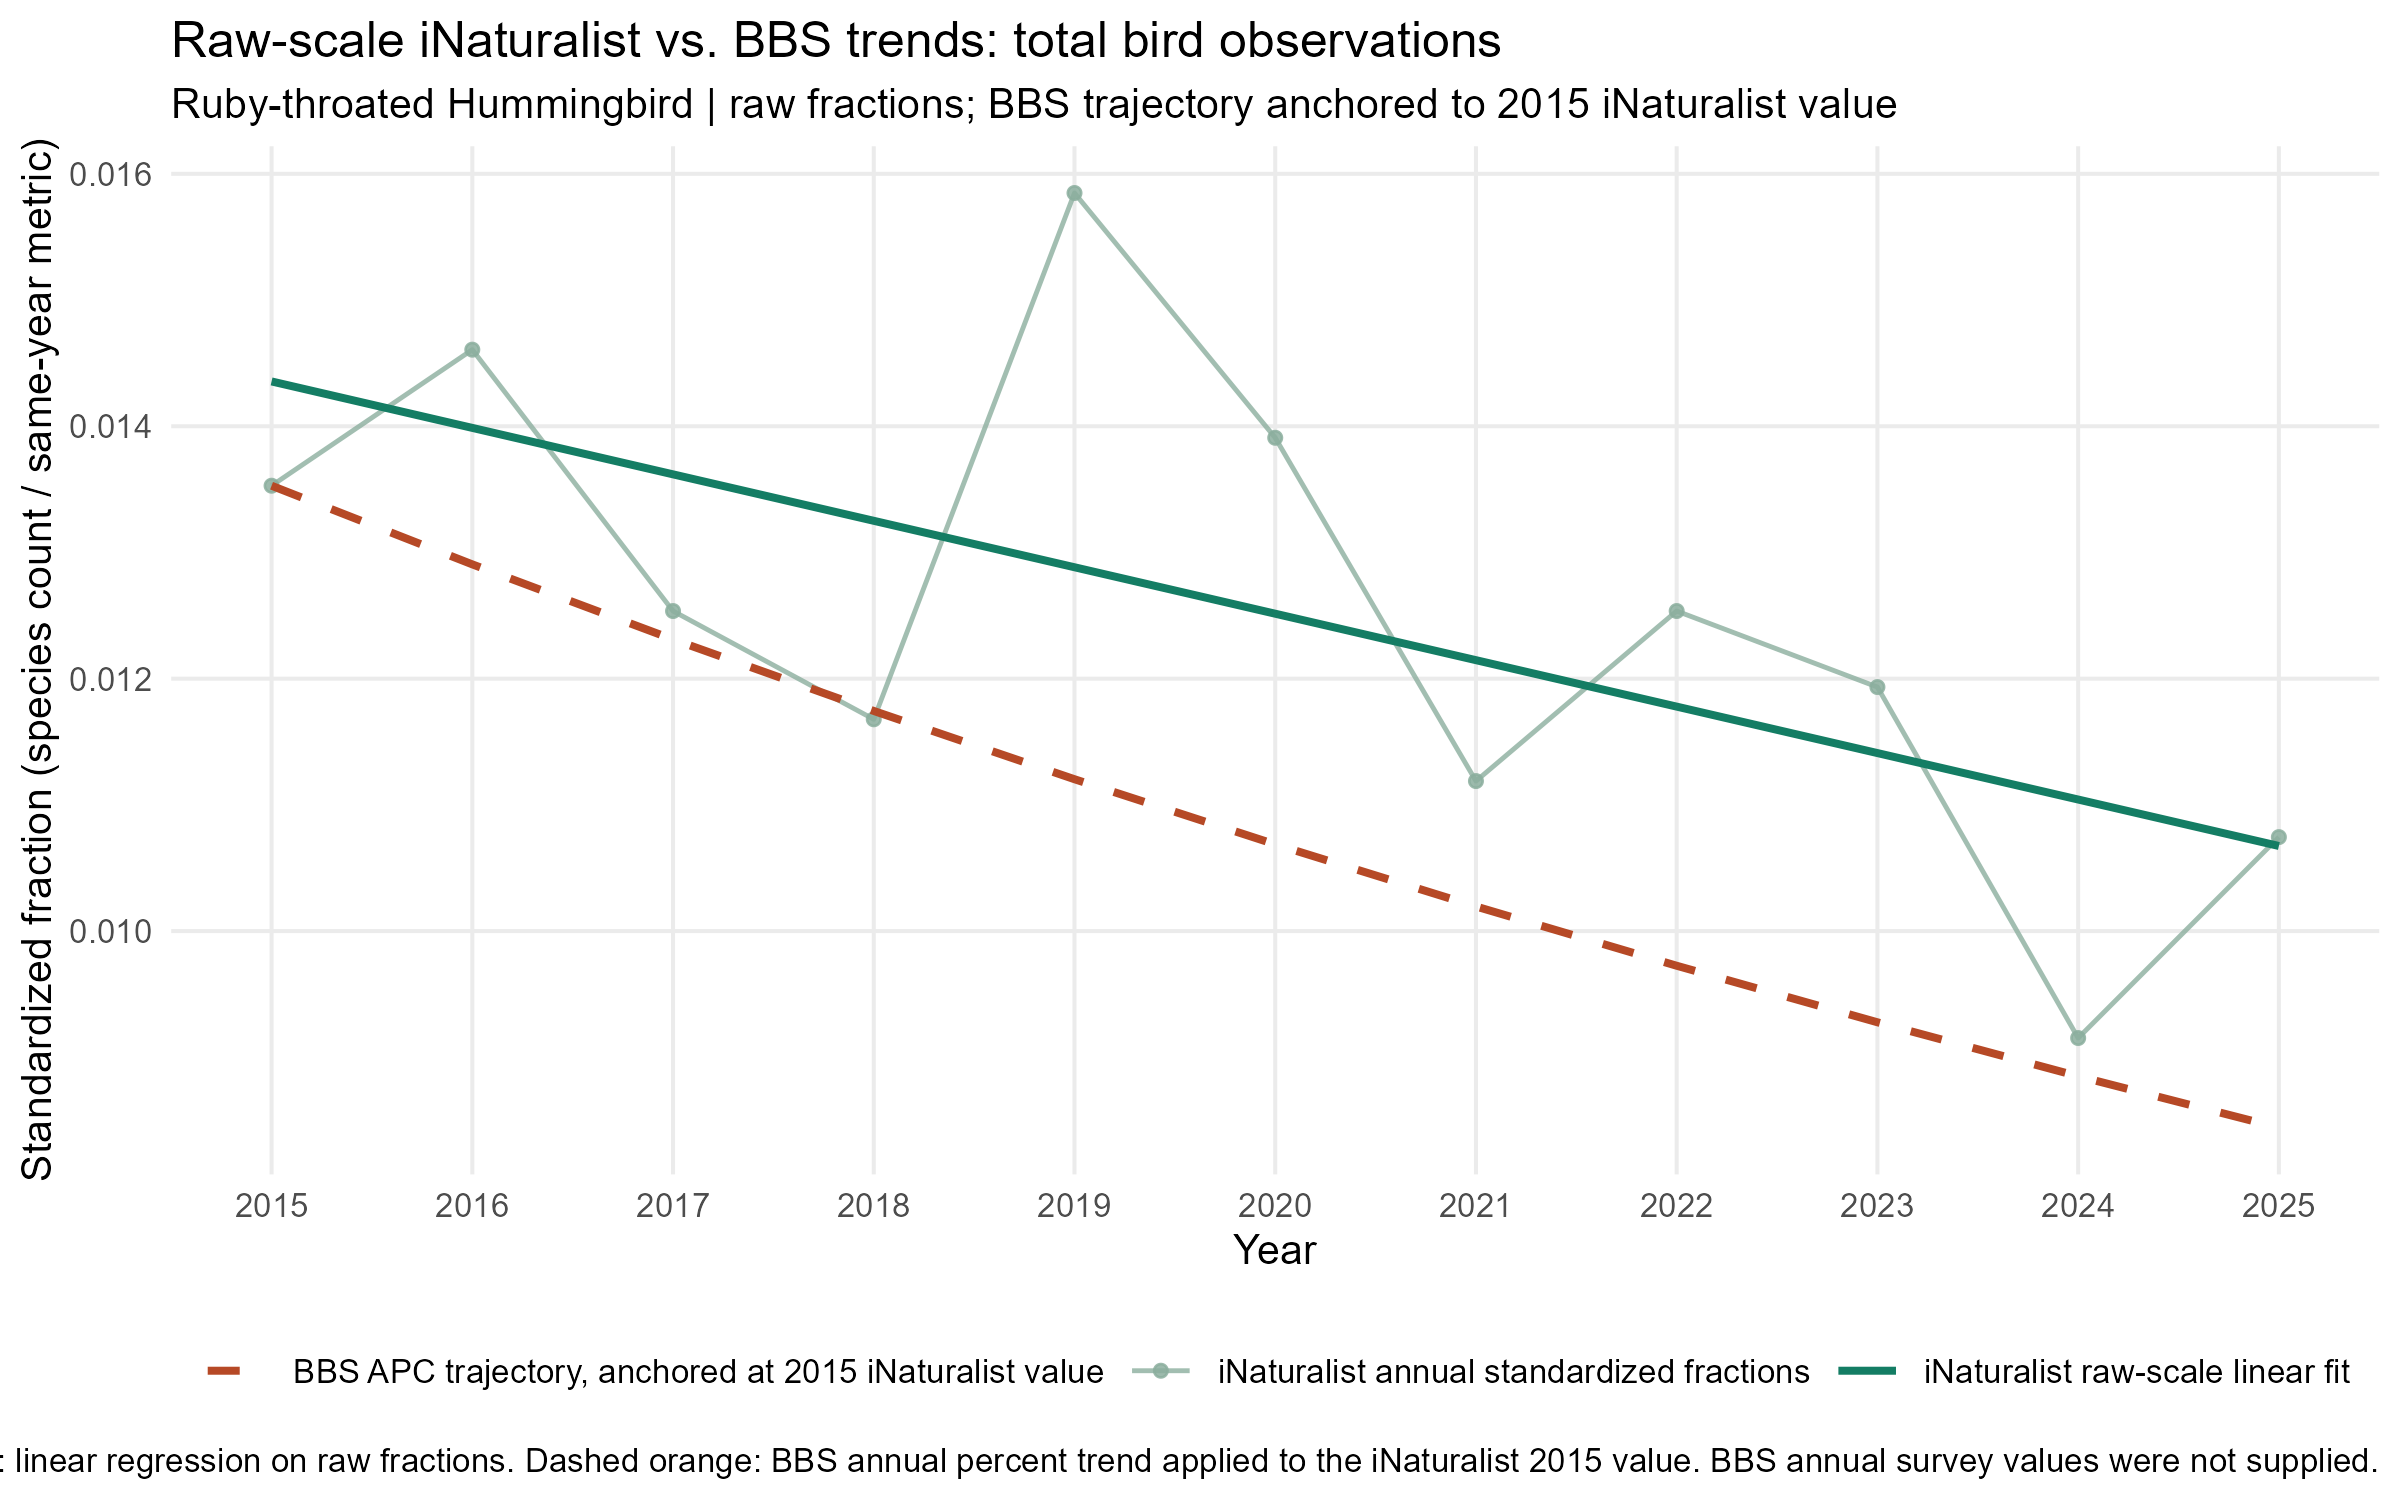 Raw-scale iNaturalist vs. BBS trends: total bird observations
Ruby-throated Hummingbird | raw fractions; BBS trajectory anchored to 2015 iNaturalist value
Standardized fraction (species count / same-year metric)
0.016
0.014
0.012
0.010
2015 2016 2017 2018 2019 2020 2021 2022 2023 2024 2025
Year
BBS APC trajectory, anchored at 2015 iNaturalist value iNaturalist annual standardized fractions iNaturalist raw-scale linear fit
: linear regression on raw fractions. Dashed orange: BBS annual percent trend applied to the iNaturalist 2015 value. BBS annual survey values were not supplied.